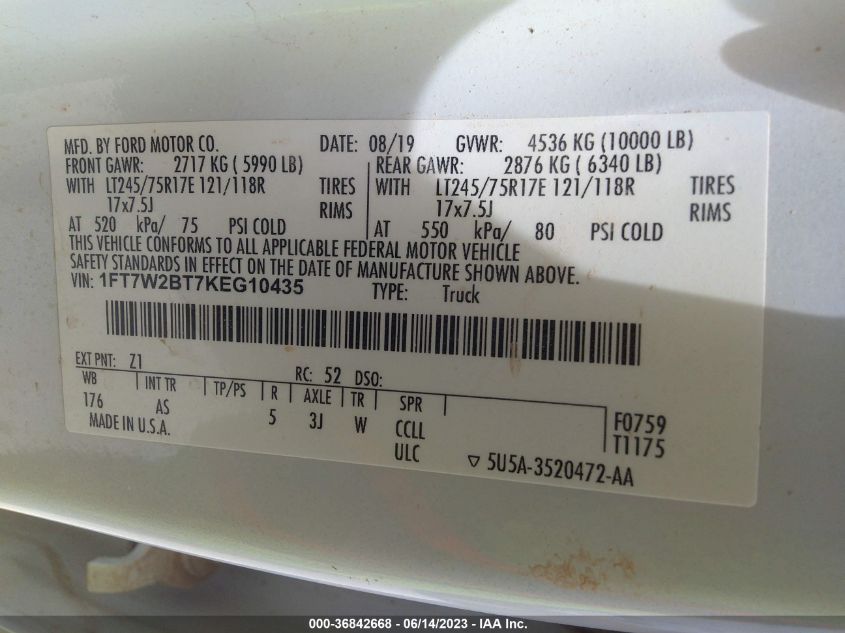 MFD. BY FORD MOTOR CO. DATE: 08/19 GVWR: 4536 KG (10000 LB)
FRONT GAWR: 2717 KG ( 5990 LB) REAR GAWR: 2876 KG ( 6340 LB)
WITH LT245/75R17E 121/118R TIRES WITH LT245/75R17E 121/118R TIRES
17x7.5J RIMS 17x7.5J RIMS
AT 520 kPa/ 75 PSI COLD AT 550 kPa/ 80 PSI COLD
THIS VEHICLE CONFORMS TO ALL APPLICABLE FEDERAL MOTOR VEHICLE
SAFETY STANDARDS IN EFFECT ON THE DATE OF MANUFACTURE SHOWN ABOVE.
VIN: 1FT7W2BT7KEG10435 TYPE: Truck
EXT PNT: Z1 RC: 52 DSO:
WB INT TR TP/PS R AXLE TR SPR
176 AS 5 3J W CCLL F0759
MADE IN U.S.A. ULC T1175
5U5A-3520472-AA
000-36842668 - 06/14/2023 - IAA Inc.